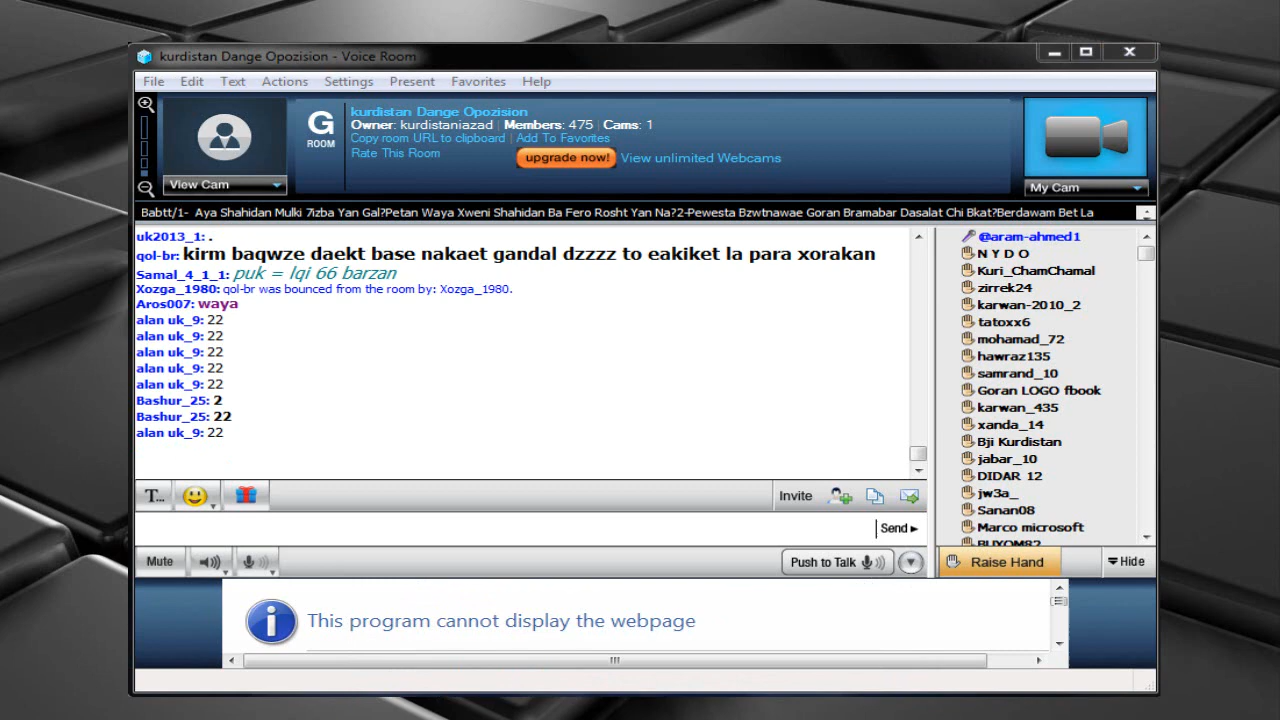 kurdistan Dange Opozision - Voice Room
File Edit Text Actions Settings Present Favorites Help
View Cam
G
ROOM
kurdistan Dange Opozision
Owner: kurdistaniazad | Members: 475 | Cams: 1
Copy room URL to clipboard | Add To Favorites
Rate This Room
upgrade now! View unlimited Webcams
My Cam
Babtt/1- Aya Shahidan Mulki 7izba Yan Gal?Petan Waya Xweni Shahidan Ba Fero Rosht Yan Na?2-Pewesta Bzwtnawae Goran Bramabar Dasalat Chi Bkat?Berdawam Bet La
uk2013_1: .
qol-br: kirm baqwze daekt base nakaet gandal dzzzz to eakiket la para xorakan
Samal_4_1_1: puk = lqi 66 barzan
Xozga_1980: qol-br was bounced from the room by: Xozga_1980.
Aros007: waya
alan uk_9: 22
alan uk_9: 22
alan uk_9: 22
alan uk_9: 22
alan uk_9: 22
Bashur_25: 2
Bashur_25: 22
alan uk_9: 22
@aram-ahmed1
N Y D O
Kuri_ChamChamal
zirrek24
karwan-2010_2
tatoxx6
mohamad_72
hawraz135
samrand_10
Goran LOGO fbook
karwan_435
xanda_14
Bji Kurdistan
jabar_10
DIDAR 12
jw3a_
Sanan08
Marco microsoft
T...
Invite
Send
Mute
Push to Talk
Raise Hand
Hide
This program cannot display the webpage